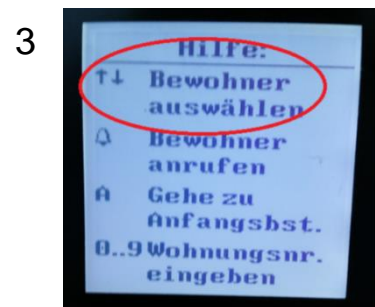 3
Hilfe:
↑↓ Bewohner
auswählen
Bewohner
anrufen
A Gehe zu
Anfangsbst.
0..9 Wohnungsnr.
eingeben